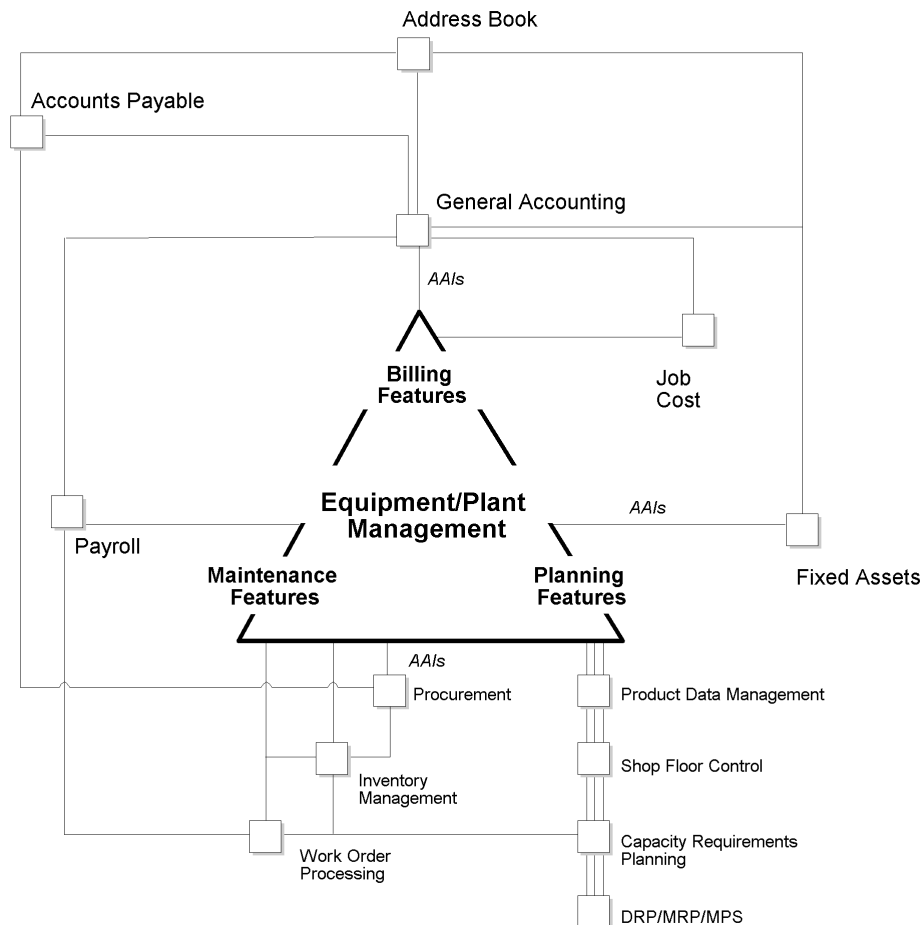 Address Book
Accounts Payable
General Accounting
AAIs
Billing
Features
Job
Cost
Equipment/Plant
Management
AAIs
Payroll
Fixed Assets
Maintenance
Features
Planning
Features
AAIs
Procurement
Product Data Management
Shop Floor Control
Inventory
Management
Capacity Requirements
Planning
Work Order
Processing
DRP/MRP/MPS